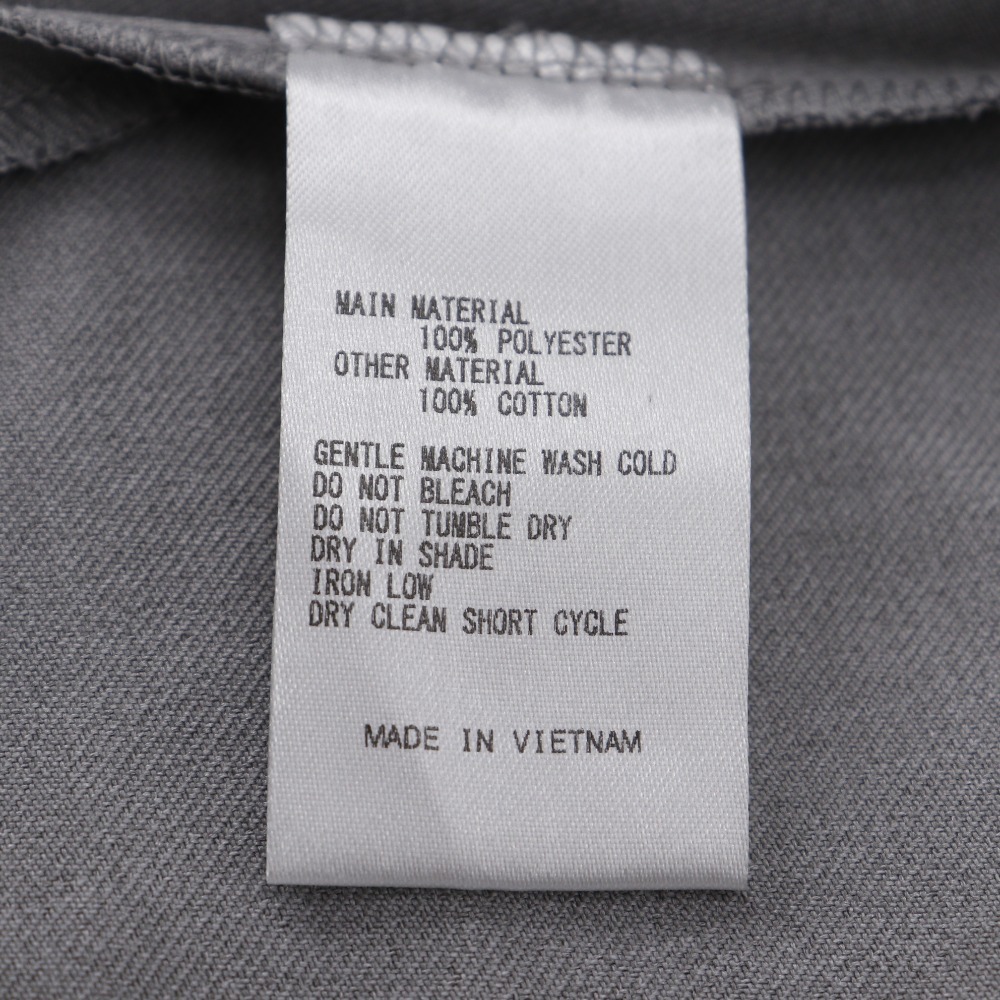 MAIN MATERIAL
100% POLYESTER
OTHER MATERIAL
100% COTTON
GENTLE MACHINE WASH COLD
DO NOT BLEACH
DO NOT TUMBLE DRY
DRY IN SHADE
IRON LOW
DRY CLEAN SHORT CYCLE
MADE IN VIETNAM